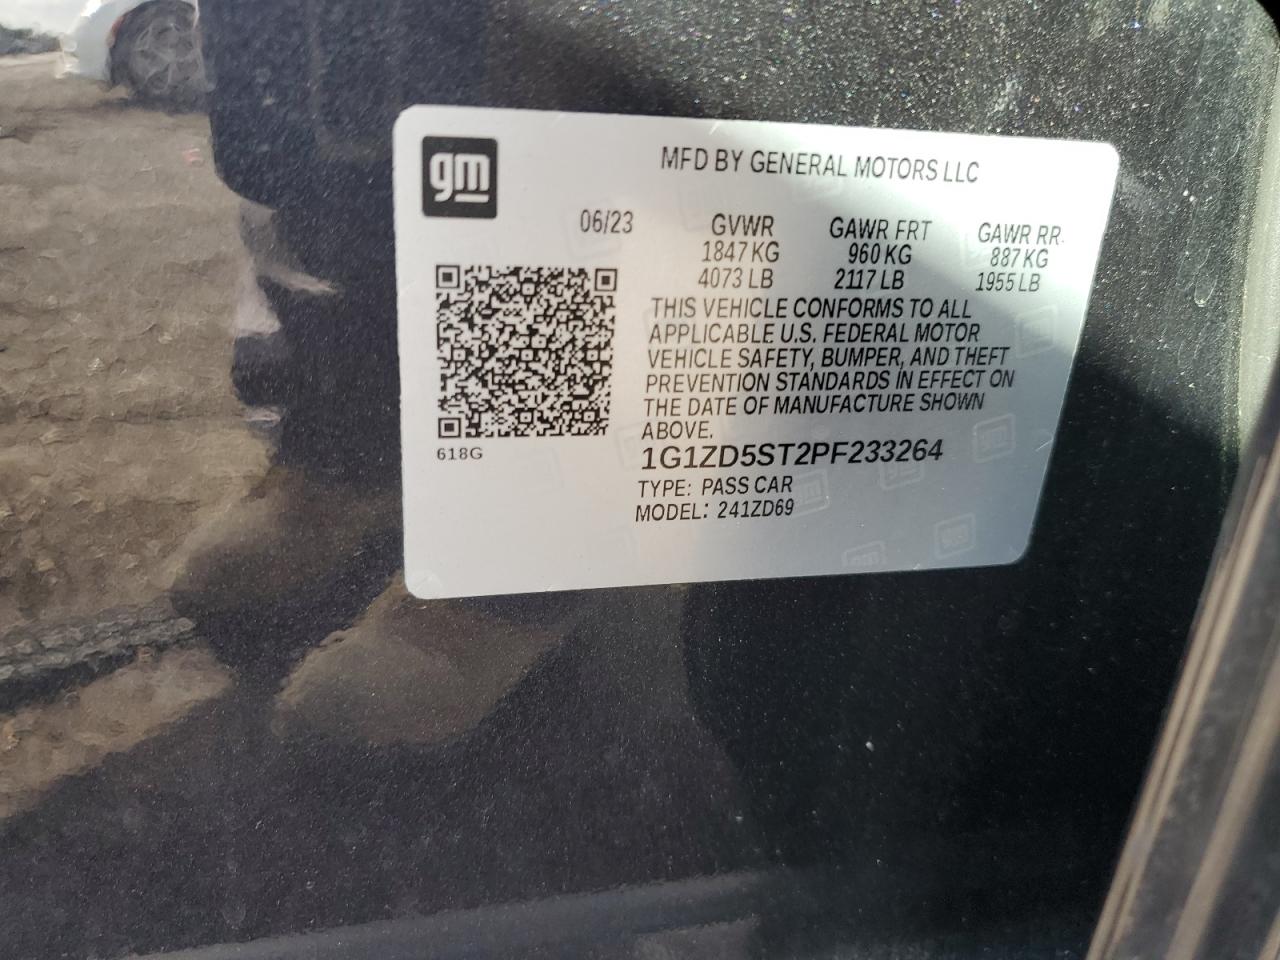 gm
MFD BY GENERAL MOTORS LLC
06/23 GVWR GAWR FRT GAWR RR
1847 KG 960 KG 887 KG
4073 LB 2117 LB 1955 LB
THIS VEHICLE CONFORMS TO ALL
APPLICABLE U.S. FEDERAL MOTOR
VEHICLE SAFETY, BUMPER, AND THEFT
PREVENTION STANDARDS IN EFFECT ON
THE DATE OF MANUFACTURE SHOWN
ABOVE.
618G
1G1ZD5ST2PF233264
TYPE: PASS CAR
MODEL: 241ZD69